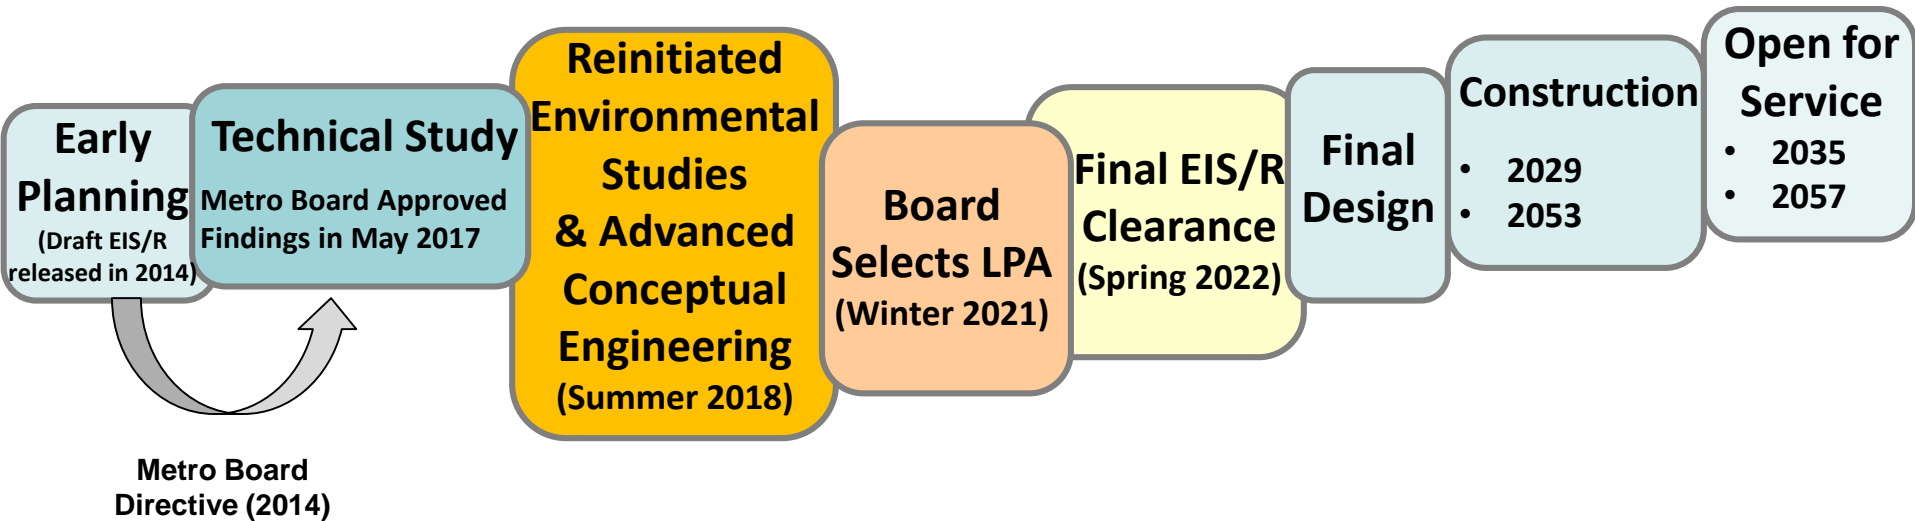 Early
Planning
(Draft EIS/R
released in 2014)
Technical Study
Metro Board Approved
Findings in May 2017
Metro Board
Directive (2014)
Reinitiated
Environmental
Studies
& Advanced
Conceptual
Engineering
(Summer 2018)
Board
Selects LPA
(Winter 2021)
Final EIS/R
Clearance
(Spring 2022)
Final
Design
Construction
• 2029
• 2053
Open for
Service
• 2035
• 2057